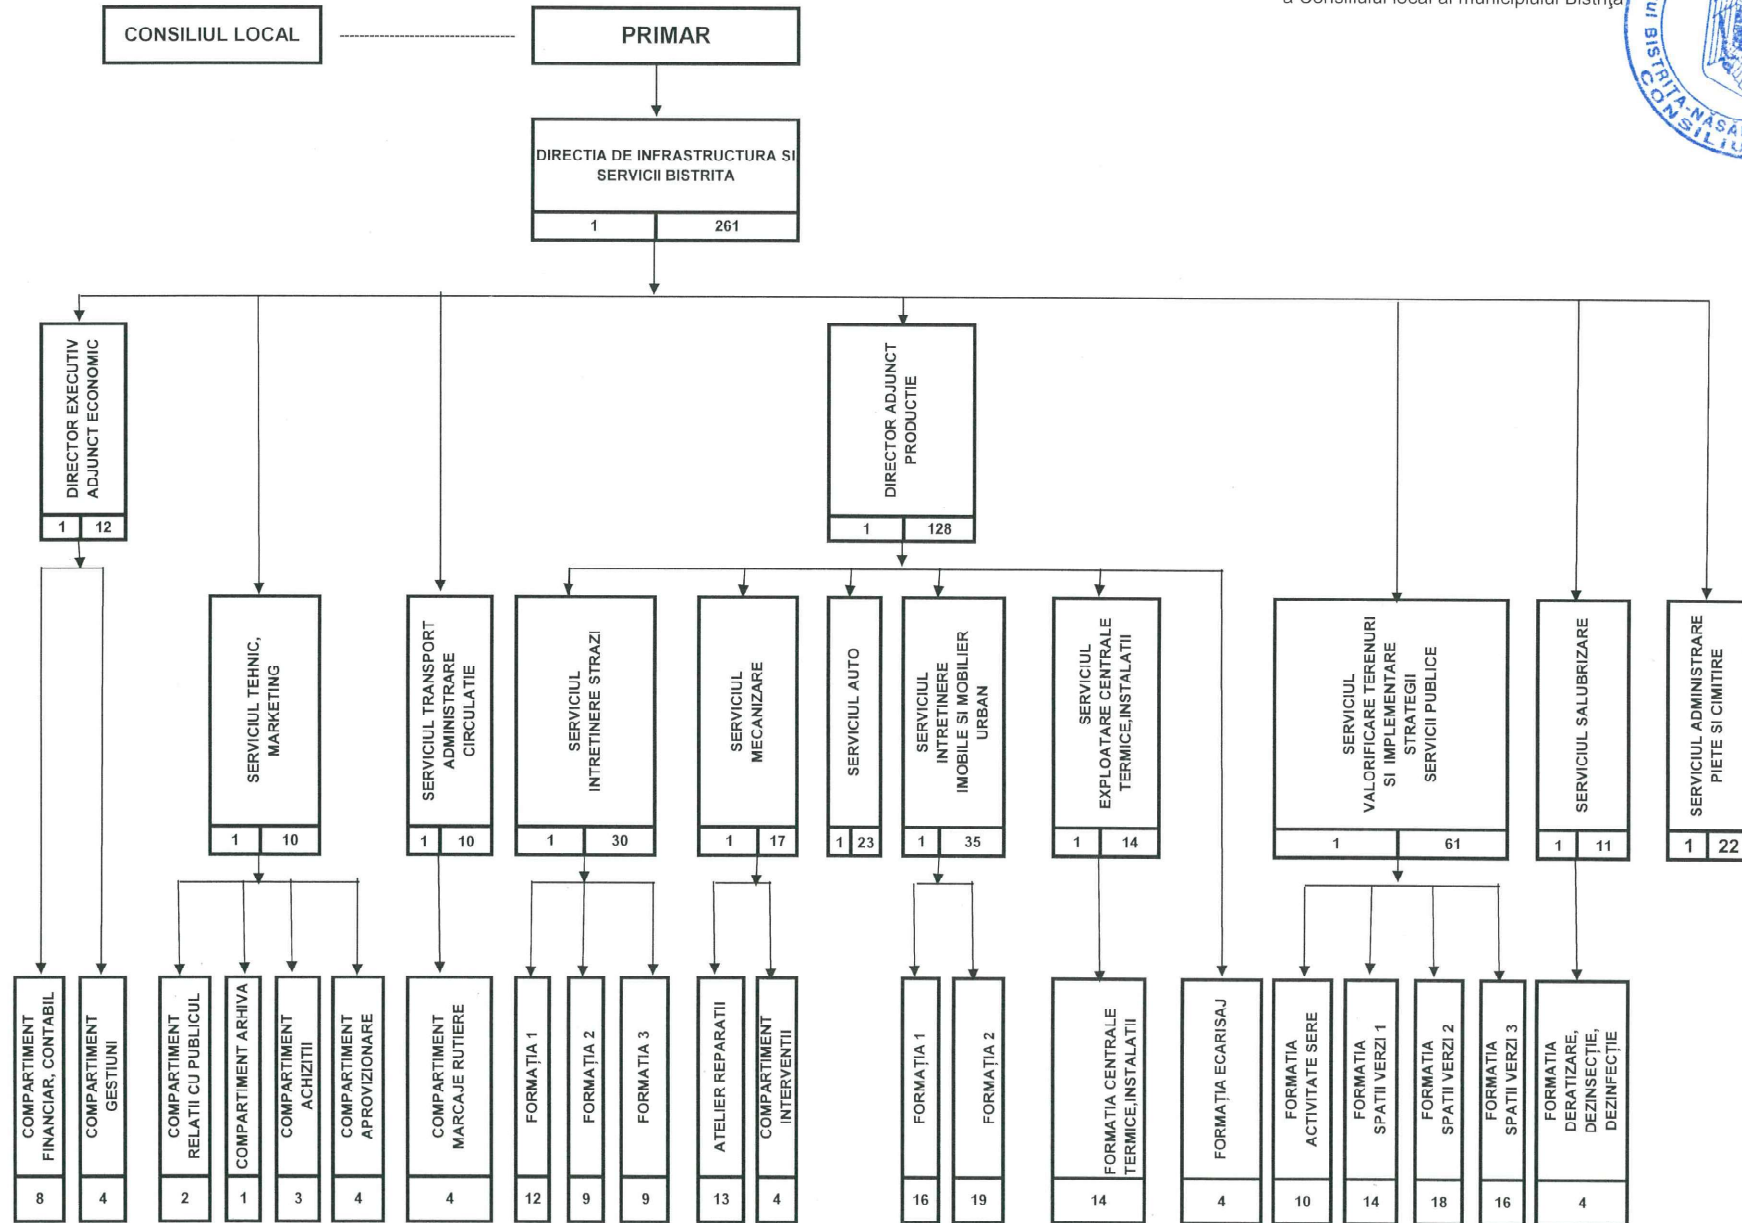 a Consiliului local al municipiului Bistrița
CONSILIUL LOCAL
PRIMAR
BISTRITA-NĂSĂ
CONSILIU
DIRECTIA DE INFRASTRUCTURA SI
SERVICII BISTRITA
1 261
DIRECTOR EXECUTIV
ADJUNCT ECONOMIC
1 12
DIRECTOR ADJUNCT
PRODUCTIE
1 128
SERVICIUL TEHNIC,
MARKETING
1 10
SERVICIUL TRANSPORT
ADMINISTRARE
CIRCULATIE
1 10
SERVICIUL
INTRETINERE STRAZI
1 30
SERVICIUL
MECANIZARE
1 17
SERVICIUL AUTO
1 23
SERVICIUL
INTRETINERE
IMOBILE SI MOBILIER
URBAN
1 35
SERVICIUL
EXPLOATARE CENTRALE
TERMICE,INSTALATII
1 14
SERVICIUL
VALORIFICARE TERENURI
SI IMPLEMENTARE
STRATEGII
SERVICII PUBLICE
1 61
SERVICIUL SALUBRIZARE
1 11
SERVICIUL ADMINISTRARE
PIETE SI CIMITIRE
1 22
COMPARTIMENT
FINANCIAR, CONTABIL
8
COMPARTIMENT
GESTIUNI
4
COMPARTIMENT
RELATII CU PUBLICUL
2
COMPARTIMENT ARHIVA
1
COMPARTIMENT
ACHIZITII
3
COMPARTIMENT
APROVIZIONARE
4
COMPARTIMENT
MARCAJE RUTIERE
4
FORMAȚIA 1
12
FORMAȚIA 2
9
FORMAȚIA 3
9
ATELIER REPARATII
13
COMPARTIMENT
INTERVENTII
4
FORMAȚIA 1
16
FORMAȚIA 2
19
FORMATIA CENTRALE
TERMICE,INSTALATII
14
FORMAȚIA ECARISAJ
4
FORMATIA
ACTIVITATE SERE
10
FORMATIA
SPATII VERZI 1
14
FORMATIA
SPATII VERZI 2
18
FORMATIA
SPATII VERZI 3
16
FORMATIA
DERATIZARE,
DEZINSECȚIE,
DEZINFECȚIE
4